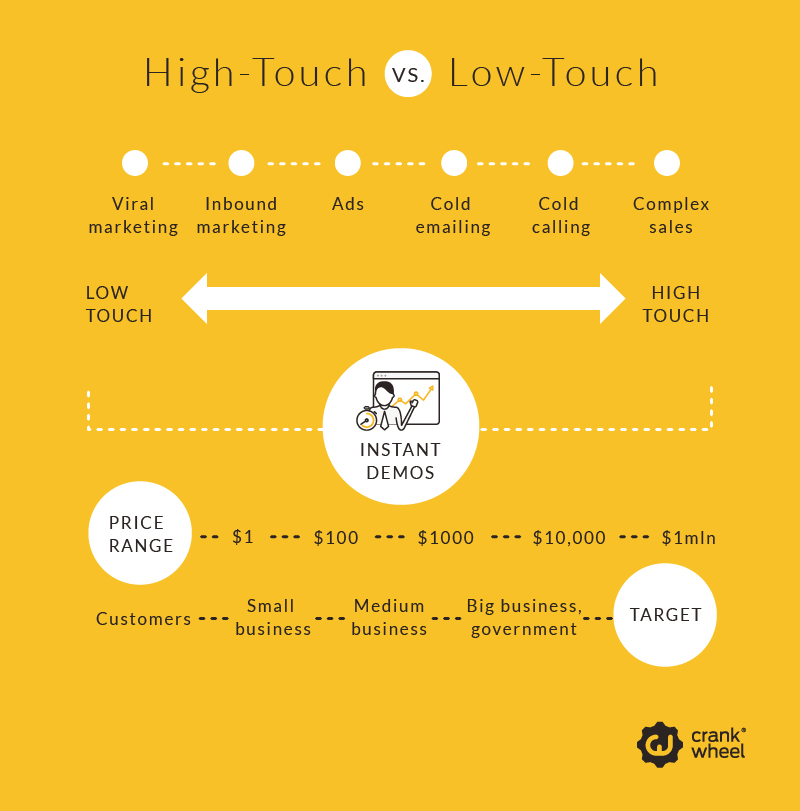 High-Touch vs. Low-Touch
Viral
marketing
Inbound
marketing
Ads
Cold
emailing
Cold
calling
Complex
sales
LOW
TOUCH
HIGH
TOUCH
INSTANT
DEMOS
PRICE
RANGE
$1
$100
$1000
$10,000
$1mln
Customers
Small
business
Medium
business
Big business,
government
TARGET
crank®
wheel